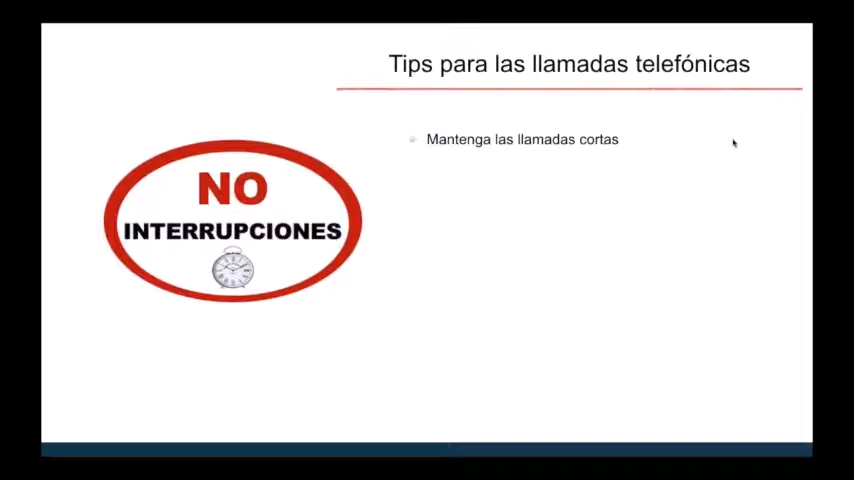 Tips para las llamadas telefónicas
Mantenga las llamadas cortas
NO
INTERRUPCIONES